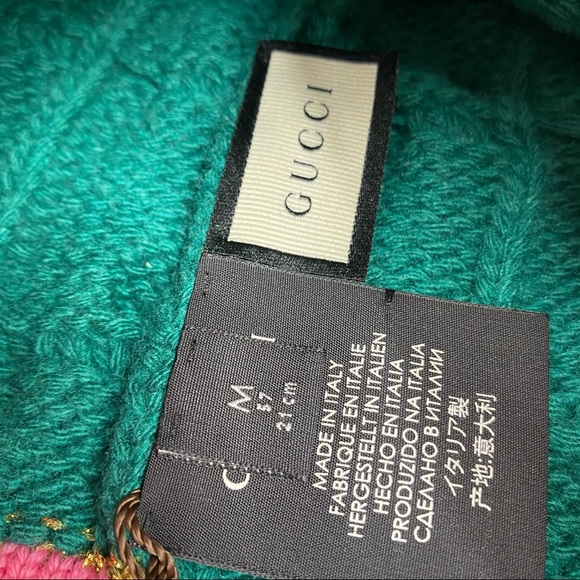 GUCCI
I
M
57
21 cm
C
MADE IN ITALY
FABRIQUE EN ITALIE
HERGESTELLT IN ITALIEN
HECHO EN ITALIA
PRODUZIDO NA ITALIA
СДЕЛАНО В ИТАЛИИ
イタリア製
产地:意大利